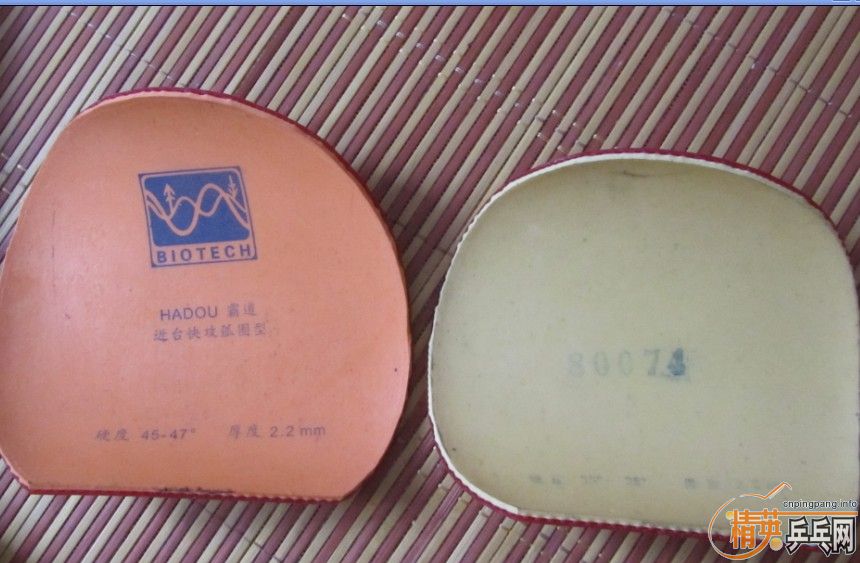 BIOTECH
HADOU 霸道
近台快攻弧圈型
硬度 45-47° 厚度 2.2mm
80074
cnpingpang.info
精英乒乓网